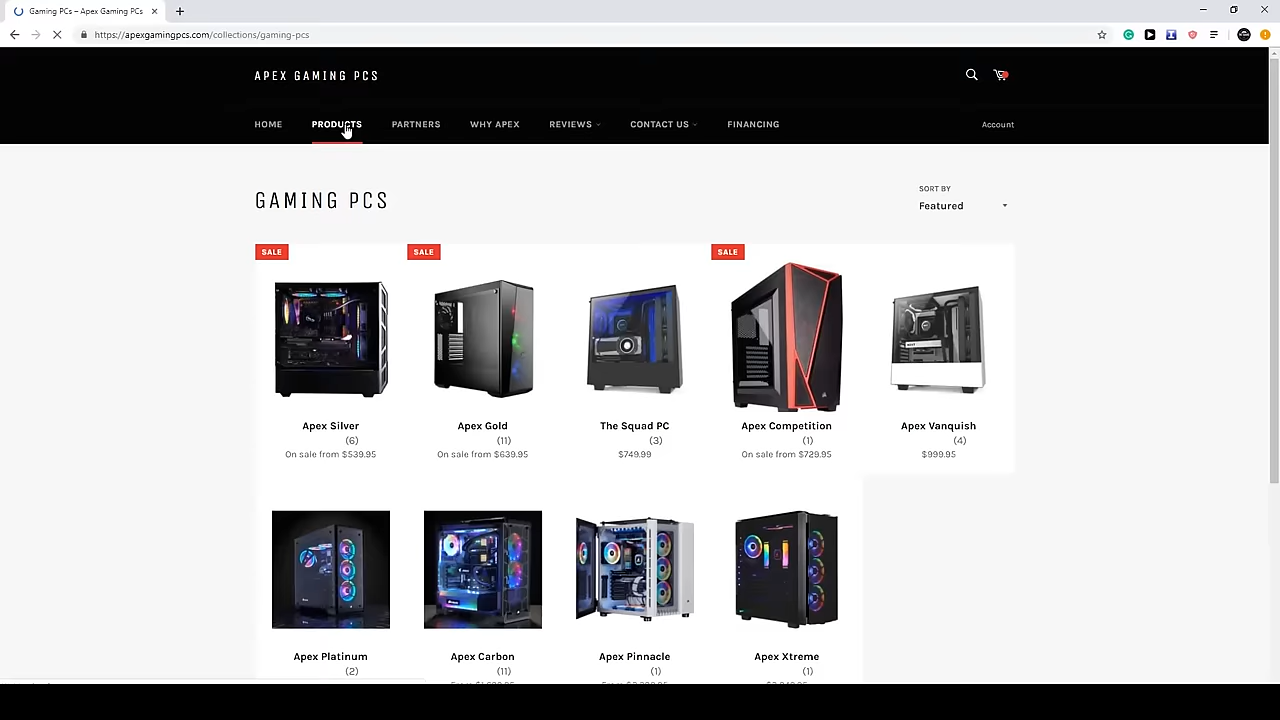 Gaming PCs – Apex Gaming PCs
https://apexgamingpcs.com/collections/gaming-pcs
APEX GAMING PCS
HOME PRODUCTS PARTNERS WHY APEX REVIEWS CONTACT US FINANCING Account
GAMING PCS
SORT BY
Featured
SALE SALE SALE
Apex Silver Apex Gold The Squad PC Apex Competition Apex Vanquish
(6) (11) (3) (1) (4)
On sale from $539.95 On sale from $639.95 $749.99 On sale from $729.95 $999.95
Apex Platinum Apex Carbon Apex Pinnacle Apex Xtreme
(2) (11) (1) (1)